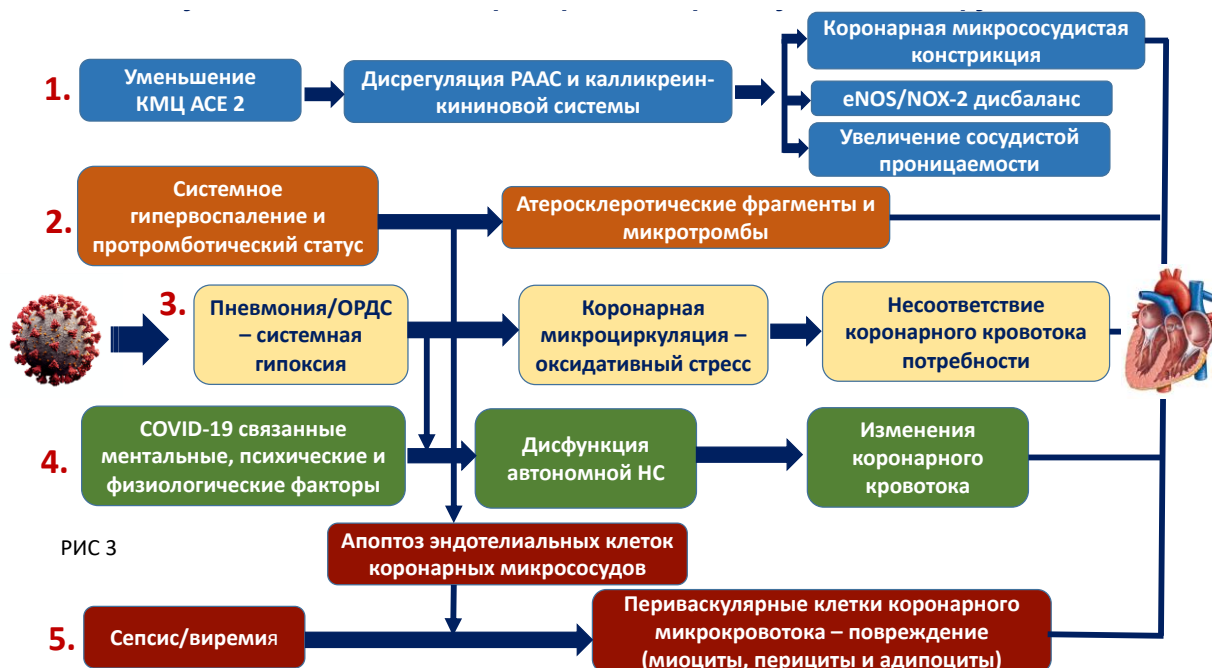 1.
Уменьшение
КМЦ АСЕ 2
Дисрегуляция РААС и калликреин-
кининовой системы
Коронарная микрососудистая
констрикция
eNOS/NOX-2 дисбаланс
Увеличение сосудистой
проницаемости
2.
Системное
гипервоспаление и
протромботический статус
Атеросклеротические фрагменты и
микротромбы
3.
Пневмония/ОРДС
– системная
гипоксия
Коронарная
микроциркуляция –
оксидативный стресс
Несоответствие
коронарного кровотока
потребности
4.
COVID-19 связанные
ментальные, психические и
физиологические факторы
Дисфункция
автономной НС
Изменения
коронарного
кровотока
РИС 3
Апоптоз эндотелиальных клеток
коронарных микрососудов
5.
Сепсис/виремия
Периваскулярные клетки коронарного
микрокровотока – повреждение
(миоциты, перициты и адипоциты)